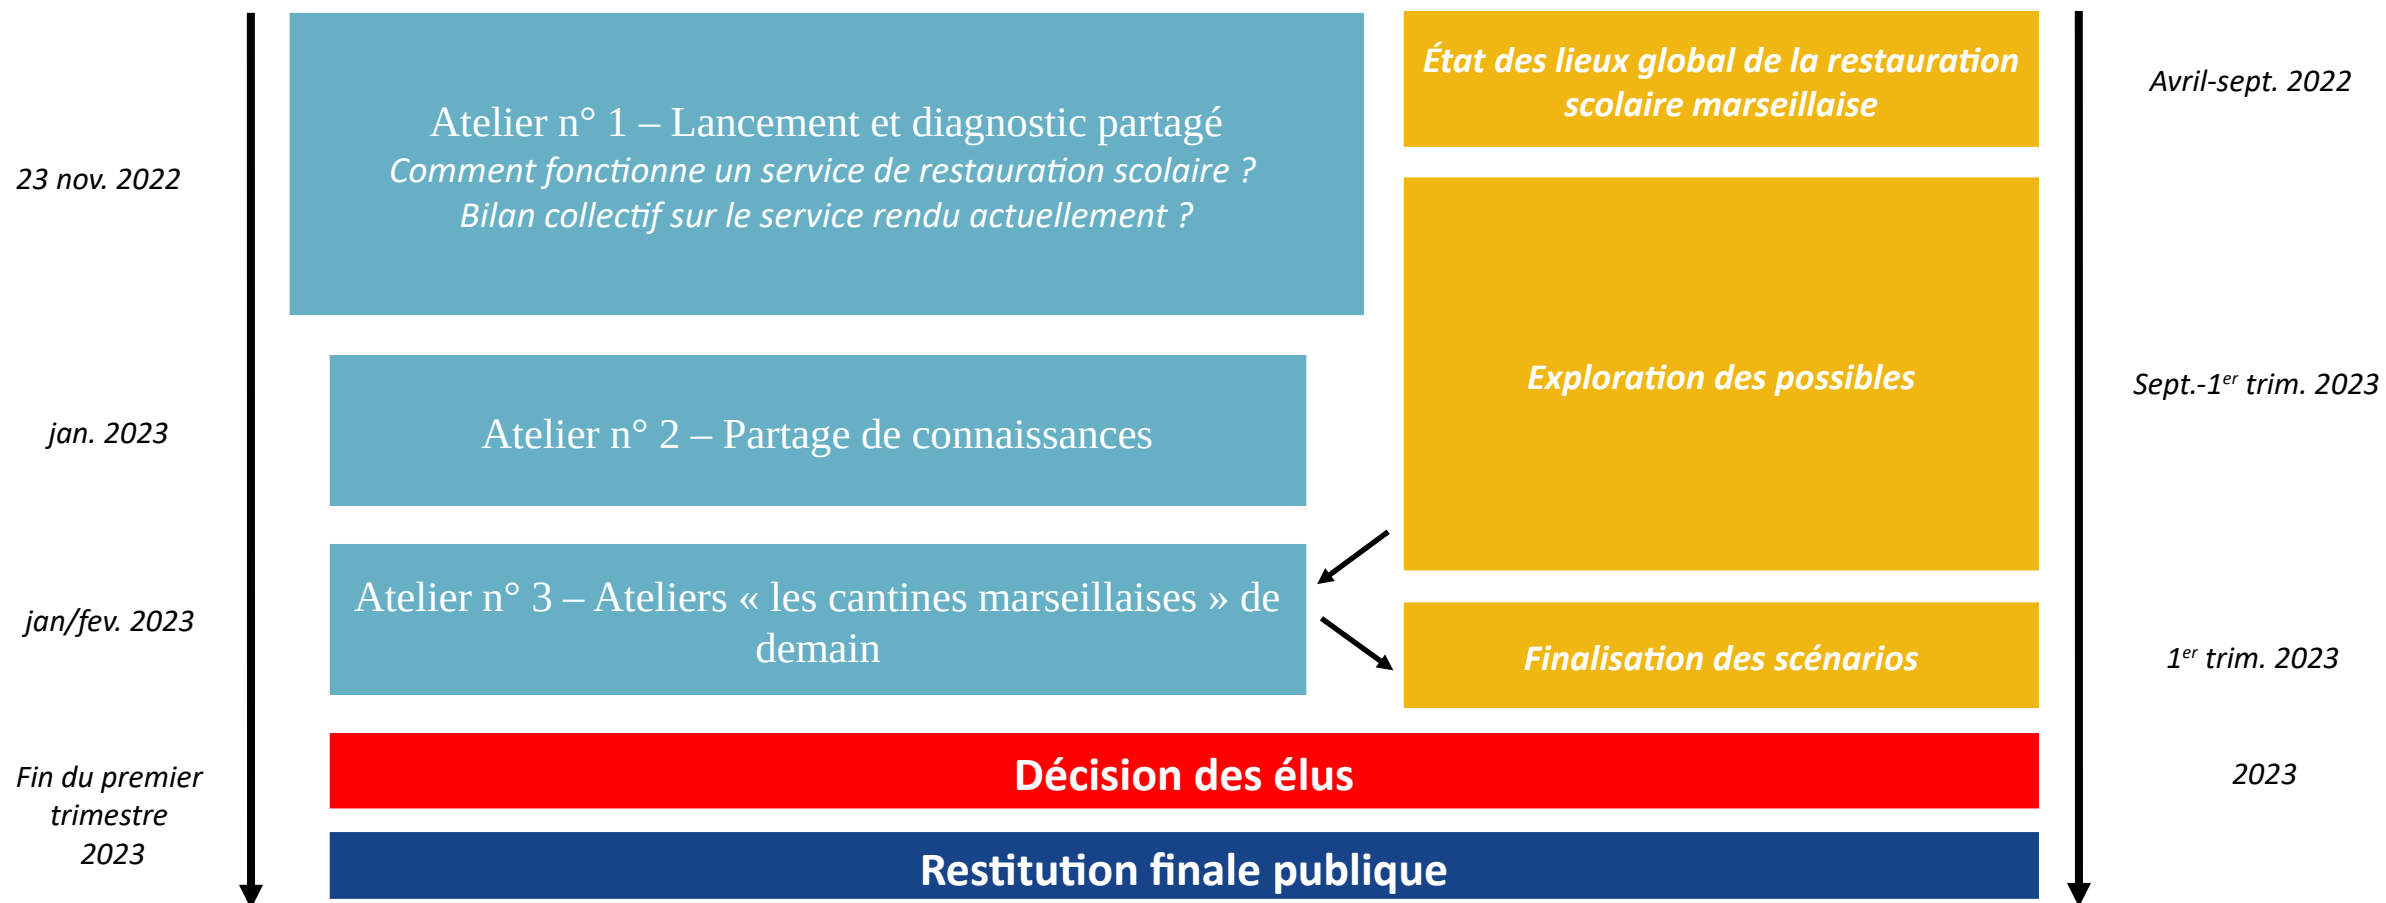 23 nov. 2022
Atelier n° 1 – Lancement et diagnostic partagé
Comment fonctionne un service de restauration scolaire ?
Bilan collectif sur le service rendu actuellement ?
État des lieux global de la restauration
scolaire marseillaise
Avril-sept. 2022
Exploration des possibles
Sept.-1er trim. 2023
jan. 2023
Atelier n° 2 – Partage de connaissances
jan/fev. 2023
Atelier n° 3 – Ateliers « les cantines marseillaises » de
demain
Finalisation des scénarios
1er trim. 2023
Fin du premier
trimestre
2023
Décision des élus
2023
Restitution finale publique